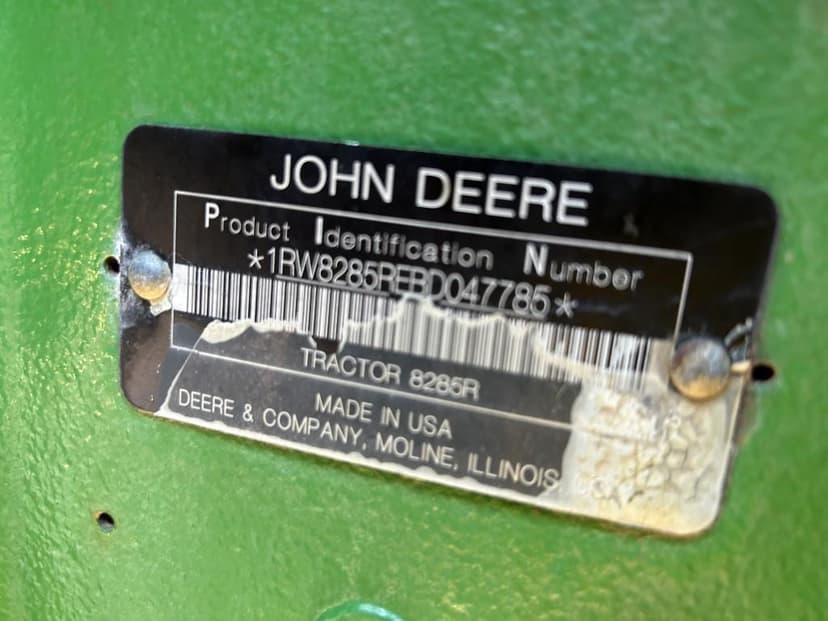 JOHN DEERE
Product Identification Number
*1RW8285REBD047785*
TRACTOR 8285R
MADE IN USA
DEERE & COMPANY, MOLINE, ILLINOIS